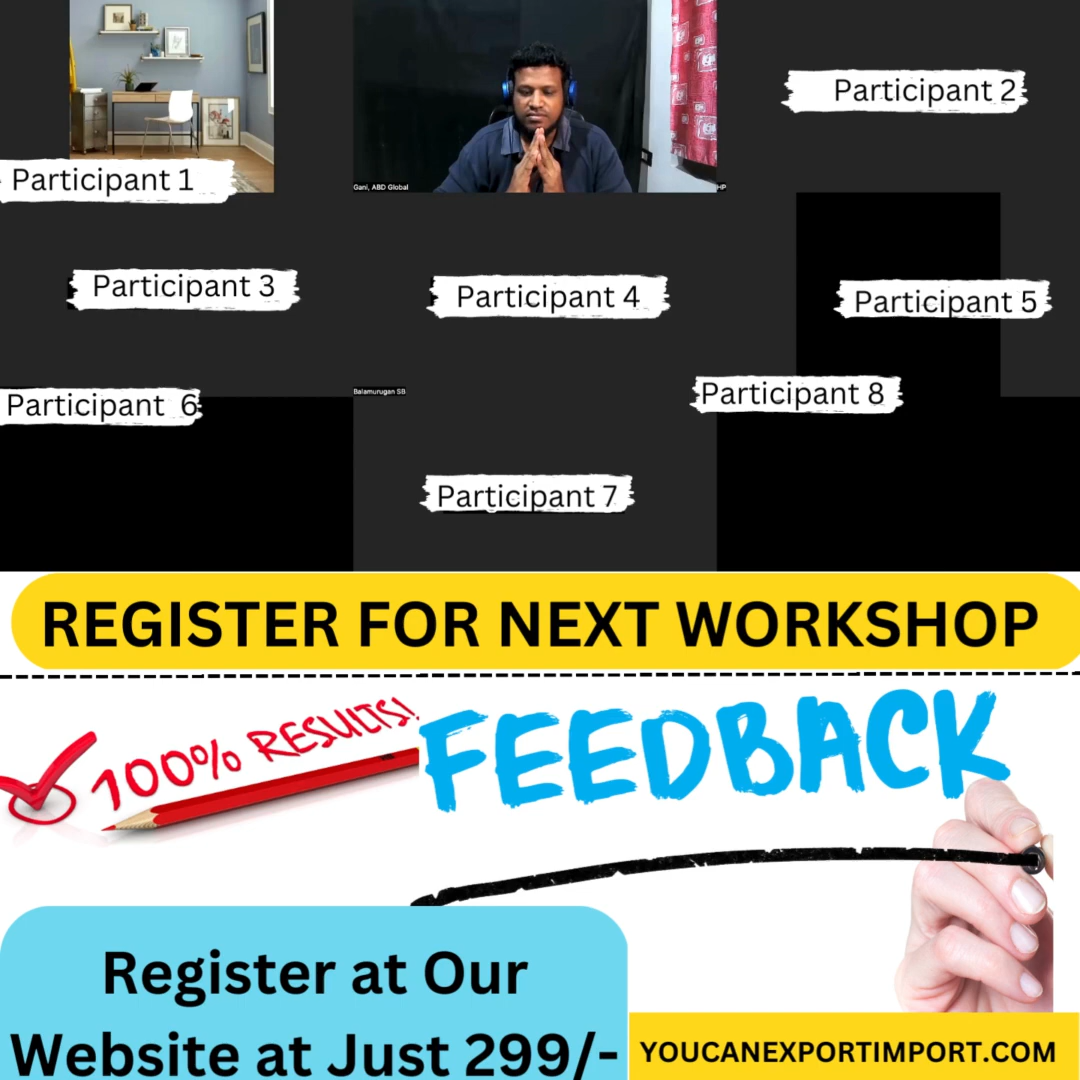 Participant 1
Gani, ABD Global
HP
Participant 2
Participant 3
Participant 4
Participant 5
Participant 6
Balamurugan SB
Participant 8
Participant 7
REGISTER FOR NEXT WORKSHOP
100% RESULTS!
FEEDBACK
Register at Our
Website at Just 299/-
YOUCANEXPORTIMPORT.COM